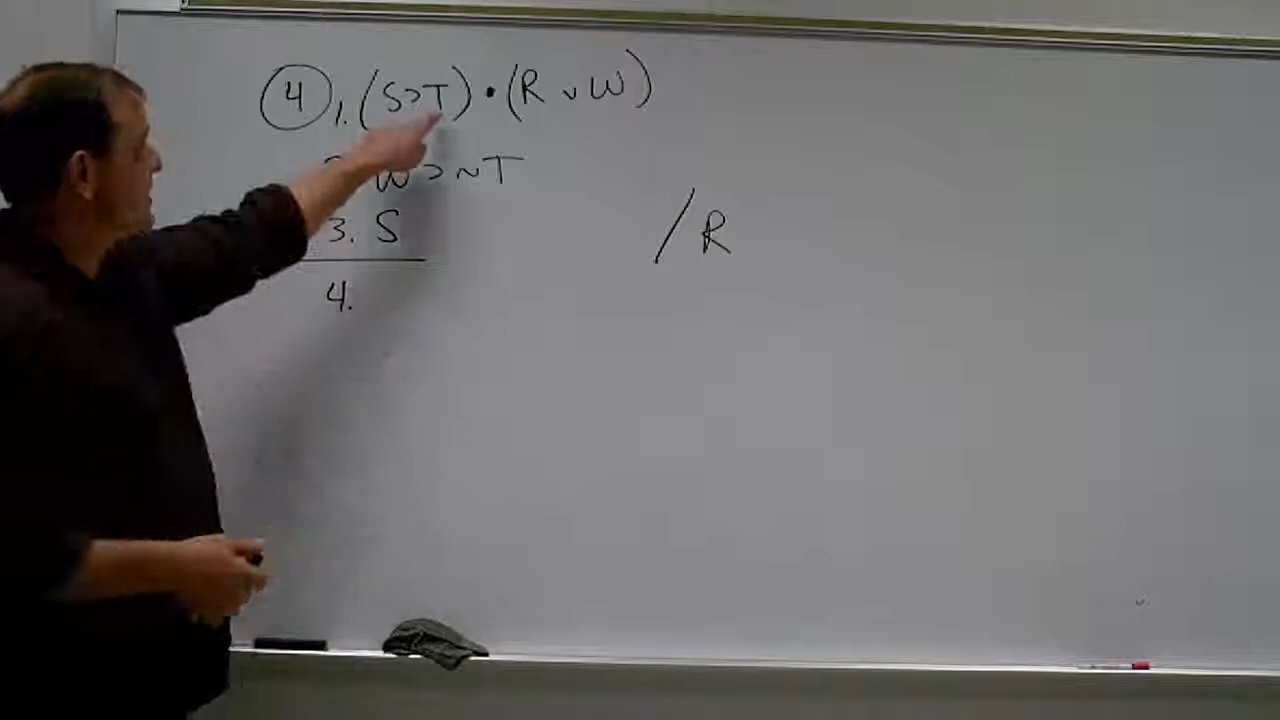 ④ 1. (S⊃T) • (R v W)
W ⊃ ~T
3. S / R
4.